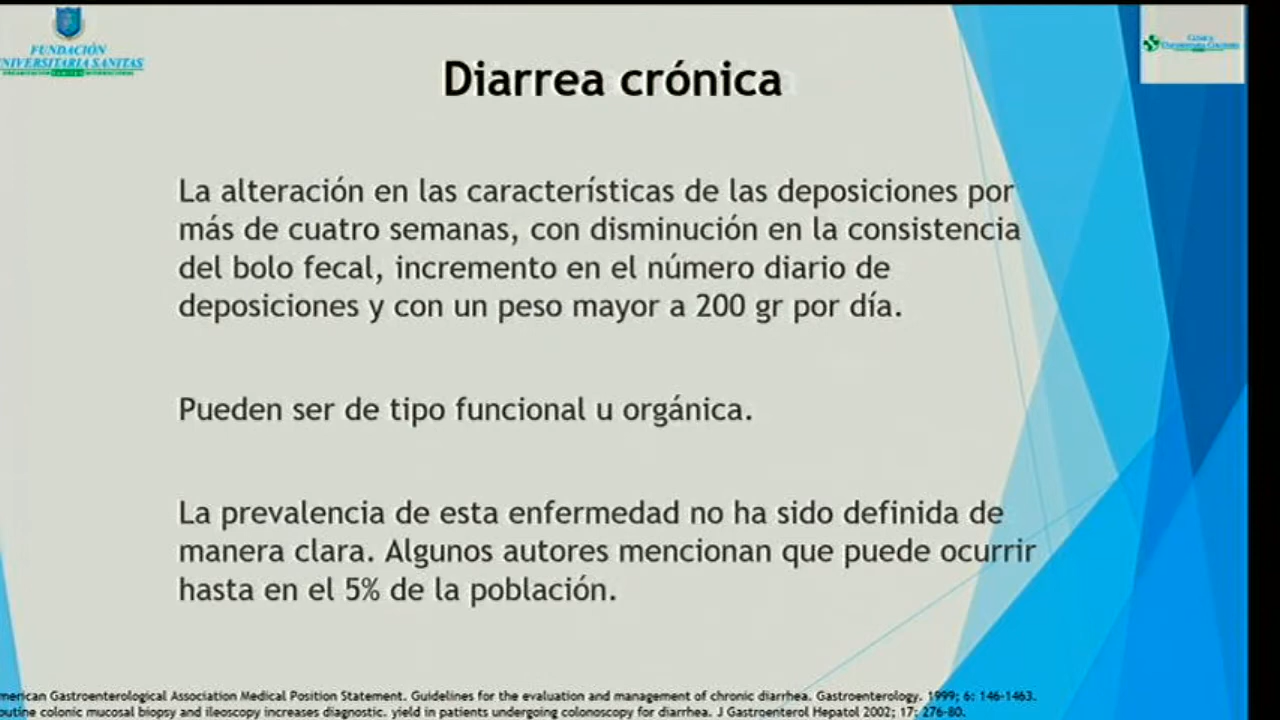 FUNDACIÓN
UNIVERSITARIA SANITAS
Diarrea crónica
La alteración en las características de las deposiciones por
más de cuatro semanas, con disminución en la consistencia
del bolo fecal, incremento en el número diario de
deposiciones y con un peso mayor a 200 gr por día.
Pueden ser de tipo funcional u orgánica.
La prevalencia de esta enfermedad no ha sido definida de
manera clara. Algunos autores mencionan que puede ocurrir
hasta en el 5% de la población.
merican Gastroenterological Association Medical Position Statement. Guidelines for the evaluation and management of chronic diarrhea. Gastroenterology. 1999; 6: 146-1463.
outine colonic mucosal biopsy and ileoscopy increases diagnostic. yield in patients undergoing colonoscopy for diarrhea. J Gastroenterol Hepatol 2002; 17: 276-80.